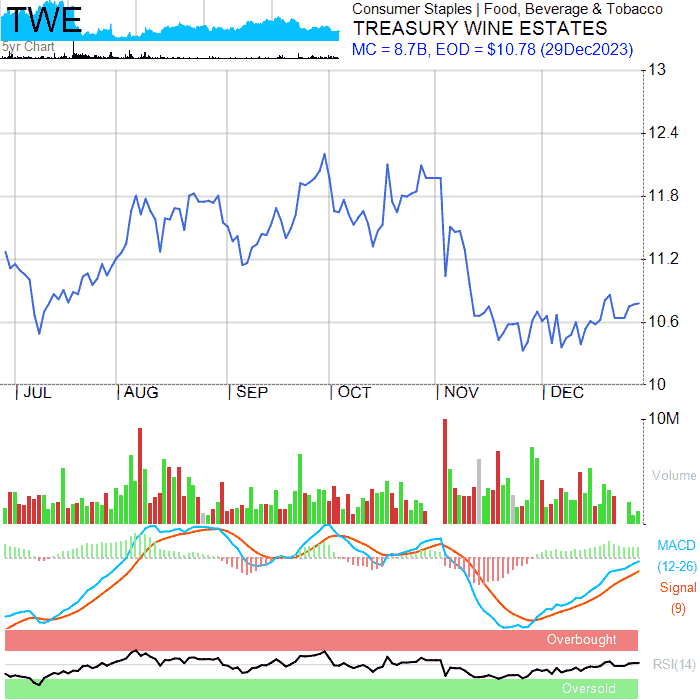 TWE
5yr Chart
Consumer Staples | Food, Beverage & Tobacco
TREASURY WINE ESTATES
MC = 8.7B, EOD = $10.78 (29Dec2023)
13
12.4
11.8
11.2
10.6
10
JUL AUG SEP OCT NOV DEC
10M
Volume
MACD
(12-26)
Signal
(9)
Overbought
RSI(14)
Oversold